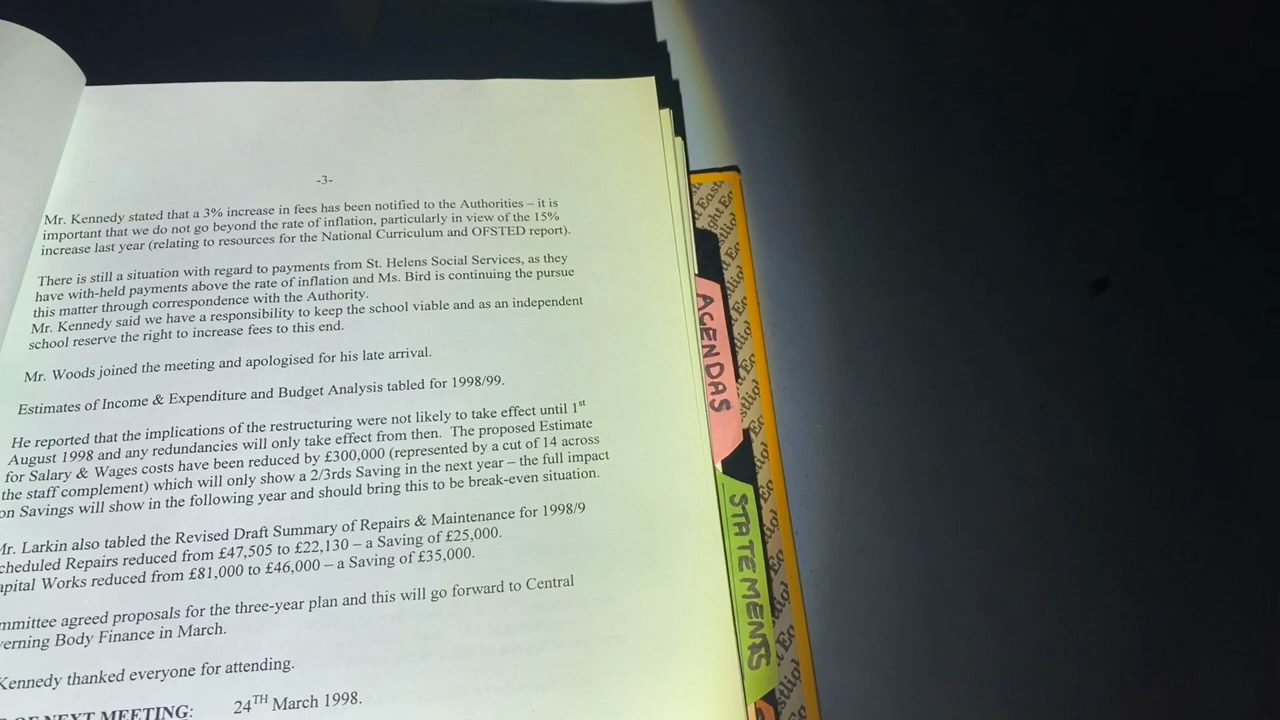 -3-
Mr. Kennedy stated that a 3% increase in fees has been notified to the Authorities – it is
important that we do not go beyond the rate of inflation, particularly in view of the 15%
increase last year (relating to resources for the National Curriculum and OFSTED report).
There is still a situation with regard to payments from St. Helens Social Services, as they
have with-held payments above the rate of inflation and Ms. Bird is continuing the pursue
this matter through correspondence with the Authority.
Mr. Kennedy said we have a responsibility to keep the school viable and as an independent
school reserve the right to increase fees to this end.
Mr. Woods joined the meeting and apologised for his late arrival.
Estimates of Income & Expenditure and Budget Analysis tabled for 1998/99.
He reported that the implications of the restructuring were not likely to take effect until 1st
August 1998 and any redundancies will only take effect from then. The proposed Estimate
for Salary & Wages costs have been reduced by £300,000 (represented by a cut of 14 across
the staff complement) which will only show a 2/3rds Saving in the next year – the full impact
on Savings will show in the following year and should bring this to be break-even situation.
Mr. Larkin also tabled the Revised Draft Summary of Repairs & Maintenance for 1998/9
cheduled Repairs reduced from £47,505 to £22,130 – a Saving of £25,000.
apital Works reduced from £81,000 to £46,000 – a Saving of £35,000.
mmittee agreed proposals for the three-year plan and this will go forward to Central
verning Body Finance in March.
Kennedy thanked everyone for attending.
OF NEXT MEETING: 24TH March 1998.
AGENDAS
STATEMENTS